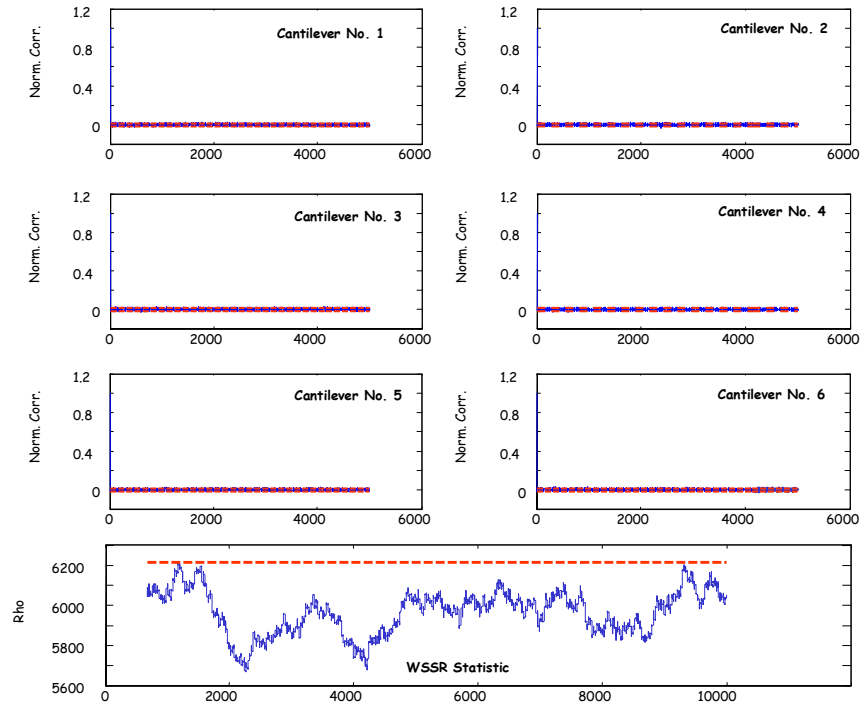 1.2
Cantilever No. 1
Norm. Corr.
0.8
0.4
0
0 2000 4000 6000
1.2
Cantilever No. 2
Norm. Corr.
0.8
0.4
0
0 2000 4000 6000
1.2
Cantilever No. 3
Norm. Corr.
0.8
0.4
0
0 2000 4000 6000
1.2
Cantilever No. 4
Norm. Corr.
0.8
0.4
0
0 2000 4000 6000
1.2
Cantilever No. 5
Norm. Corr.
0.8
0.4
0
0 2000 4000 6000
1.2
Cantilever No. 6
Norm. Corr.
0.8
0.4
0
0 2000 4000 6000
6200
Rho
6000
5800
WSSR Statistic
5600
0 2000 4000 6000 8000 10000